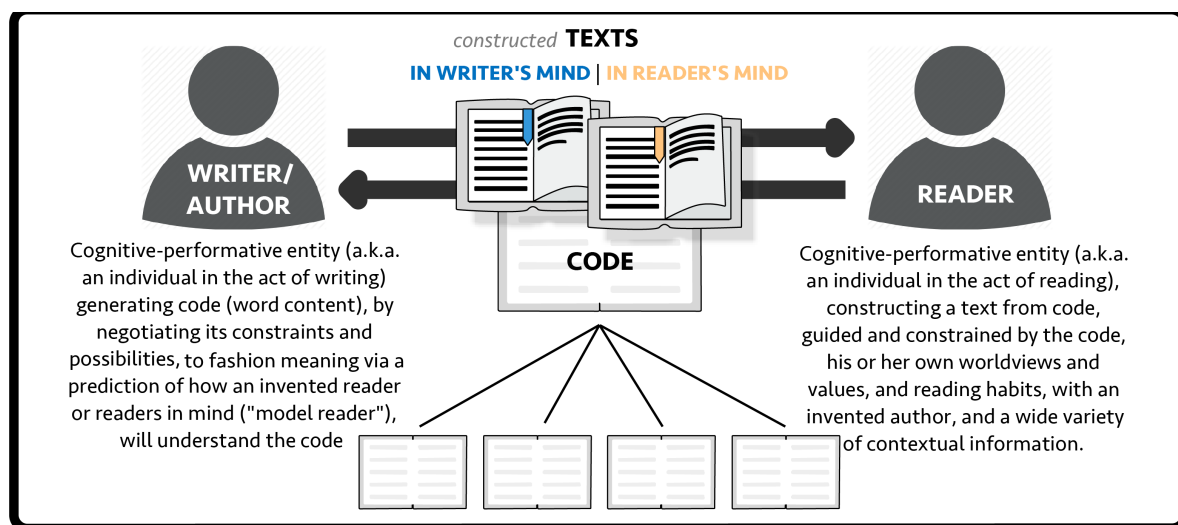 constructed TEXTS
IN WRITER'S MIND | IN READER'S MIND
WRITER/
AUTHOR
Cognitive-performative entity (a.k.a.
an individual in the act of writing)
generating code (word content), by
negotiating its constraints and
possibilities, to fashion meaning via a
prediction of how an invented reader
or readers in mind ("model reader"),
will understand the code
CODE
READER
Cognitive-performative entity (a.k.a.
an individual in the act of reading),
constructing a text from code,
guided and constrained by the code,
his or her own worldviews and
values, and reading habits, with an
invented author, and a wide variety
of contextual information.